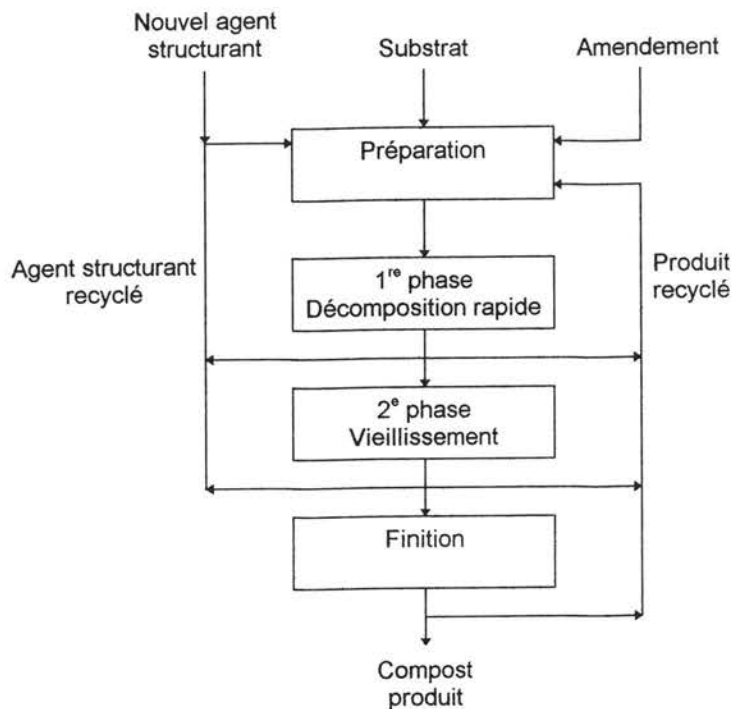 Nouvel agent
structurant
Substrat
Amendement
Préparation
Agent structurant
recyclé
1re phase
Décomposition rapide
Produit
recyclé
2e phase
Vieillissement
Finition
Compost
produit